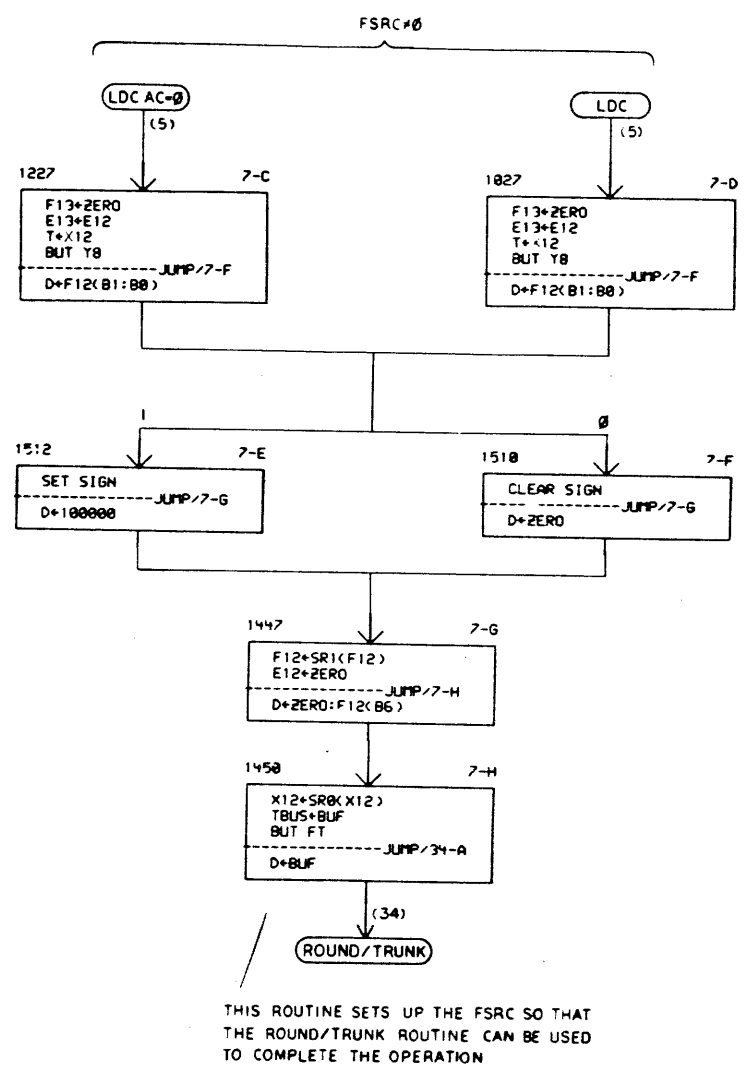 FSRC≠Ø
LDC AC=Ø
LDC
(5)
(5)
1227
7-C
1027
7-D
F13←ZERO
E13←E12
T←X12
BUT Y8
JUMP/7-F
D←F12(B1:B0)
F13←ZERO
E13←E12
BUT Y8
JUMP/7-F
D←F12(B1:B0)
1
Ø
1512
7-E
1510
7-F
SET SIGN
JUMP/7-G
D←100000
CLEAR SIGN
JUMP/7-G
D←ZERO
1447
7-G
F12←SR1(F12)
E12←ZERO
JUMP/7-H
D←ZERO:F12(B6)
1450
7-H
X12←SR0(X12)
TBUS←BUF
BUT FT
JUMP/34-A
D←BUF
(34)
ROUND/TRUNK
THIS ROUTINE SETS UP THE FSRC SO THAT
THE ROUND/TRUNK ROUTINE CAN BE USED
TO COMPLETE THE OPERATION